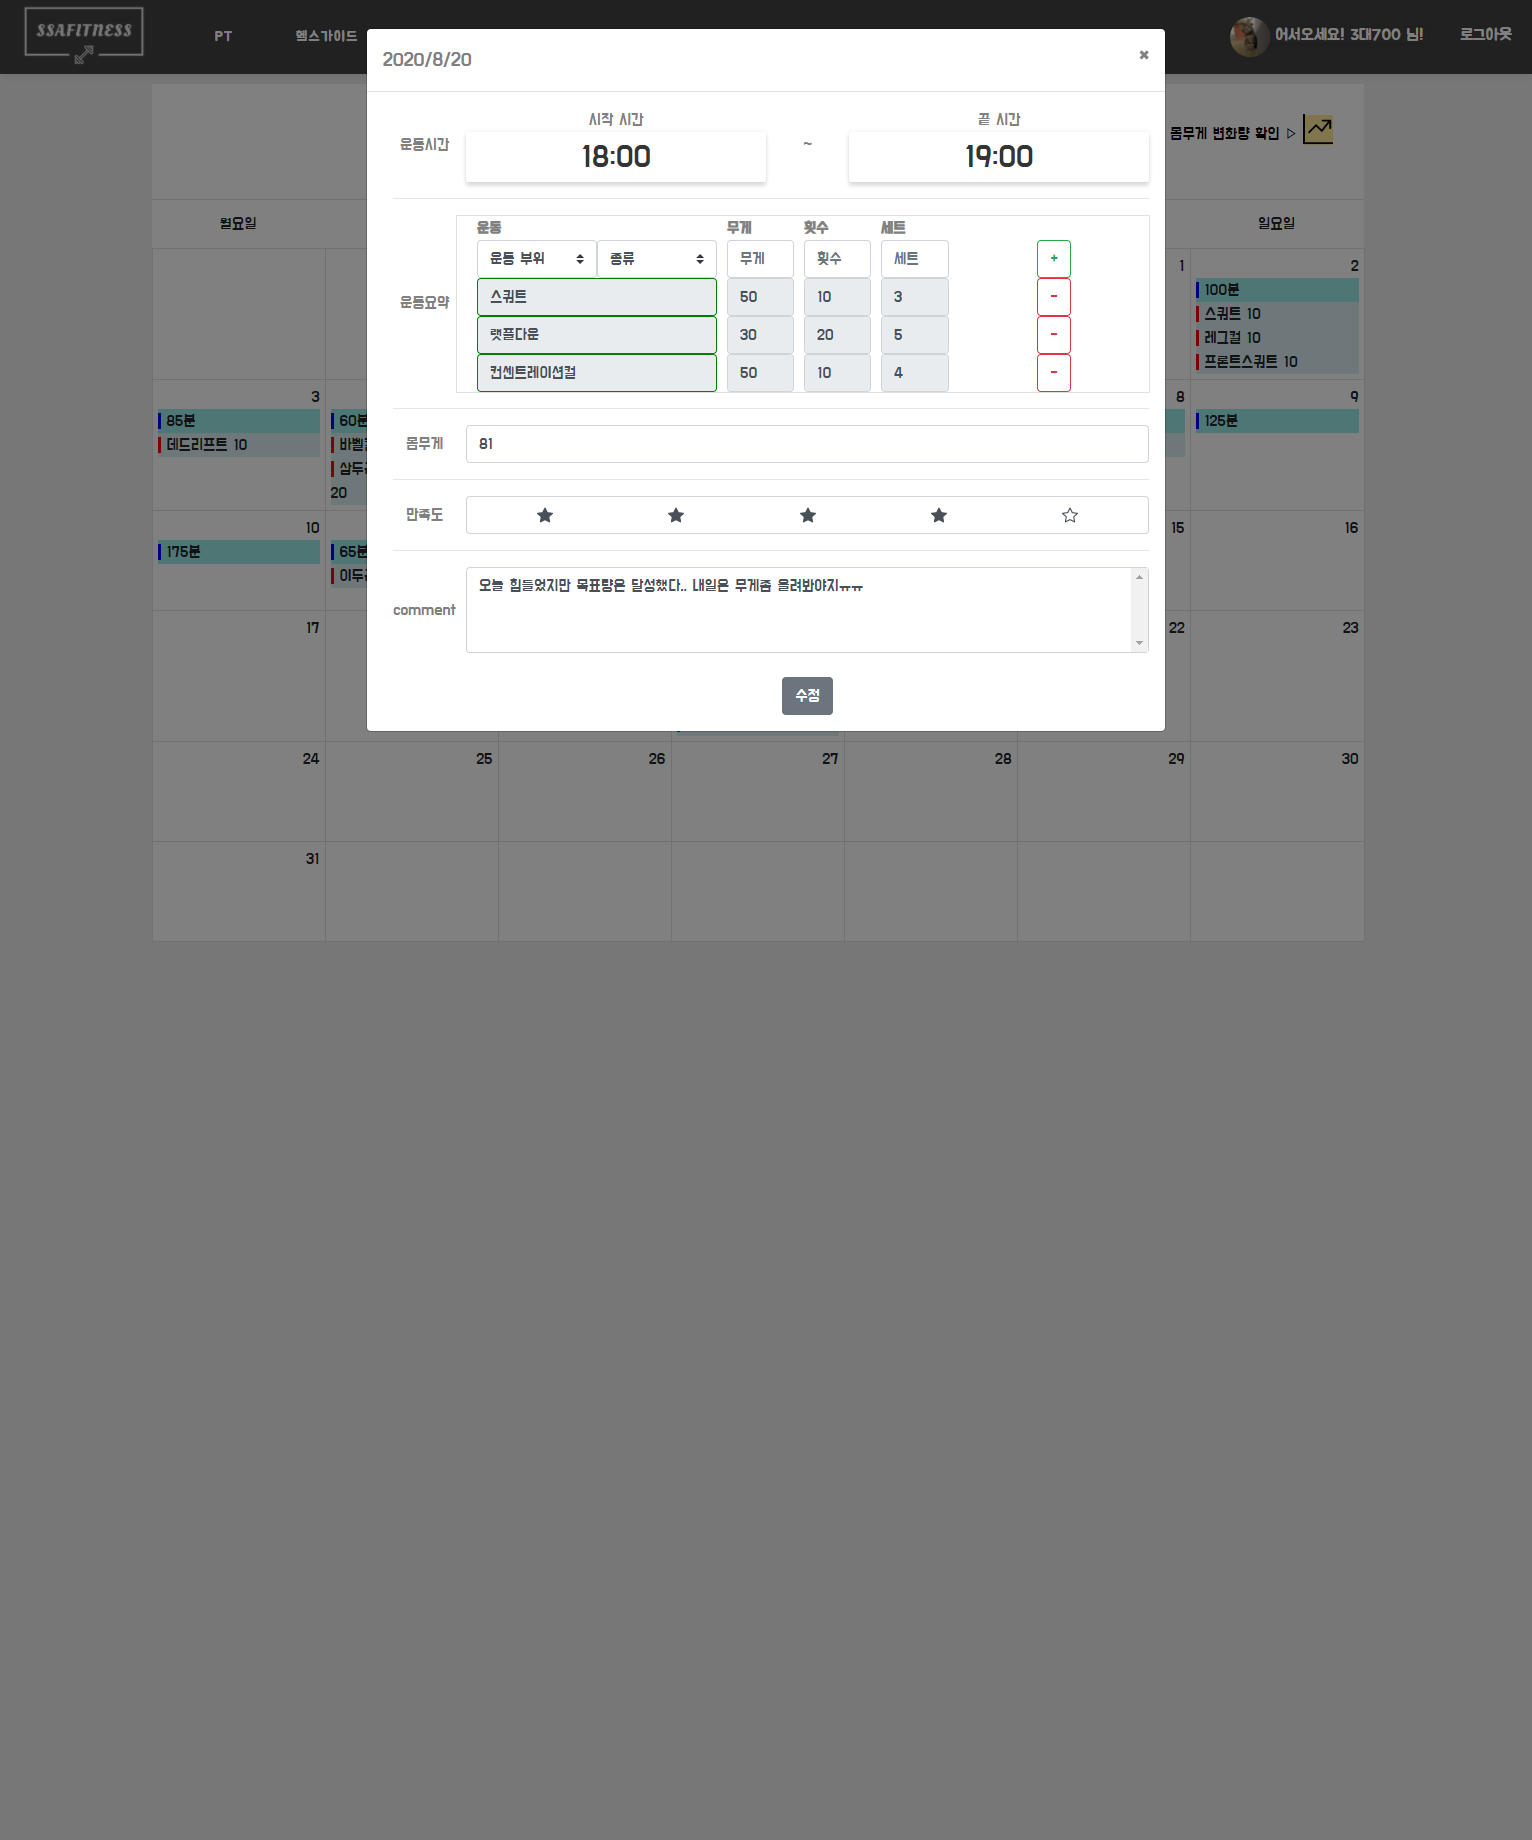 SSAFITNESS
PT
헬스가이드
어서오세요! 3대700 님!
로그아웃
2020/8/20
×
시작 시간
끝 시간
운동시간
18:00
~
19:00
몸무게 변화량 확인 ▷
월요일
일요일
운동
무게
횟수
세트
운동 부위
종류
무게
횟수
세트
+
운동요약
스쿼트
50
10
3
-
랫풀다운
30
20
5
-
컨센트레이션컬
50
10
4
-
몸무게
81
만족도
comment
오늘 힘들었지만 목표량은 달성했다.. 내일은 무게좀 올려봐야지ㅠㅠ
수정
1
2
100분
스쿼트 10
레그컬 10
프론트스쿼트 10
3
85분
데드리프트 10
60분
20
8
9
125분
10
175분
65분
15
16
17
22
23
24
25
26
27
28
29
30
31